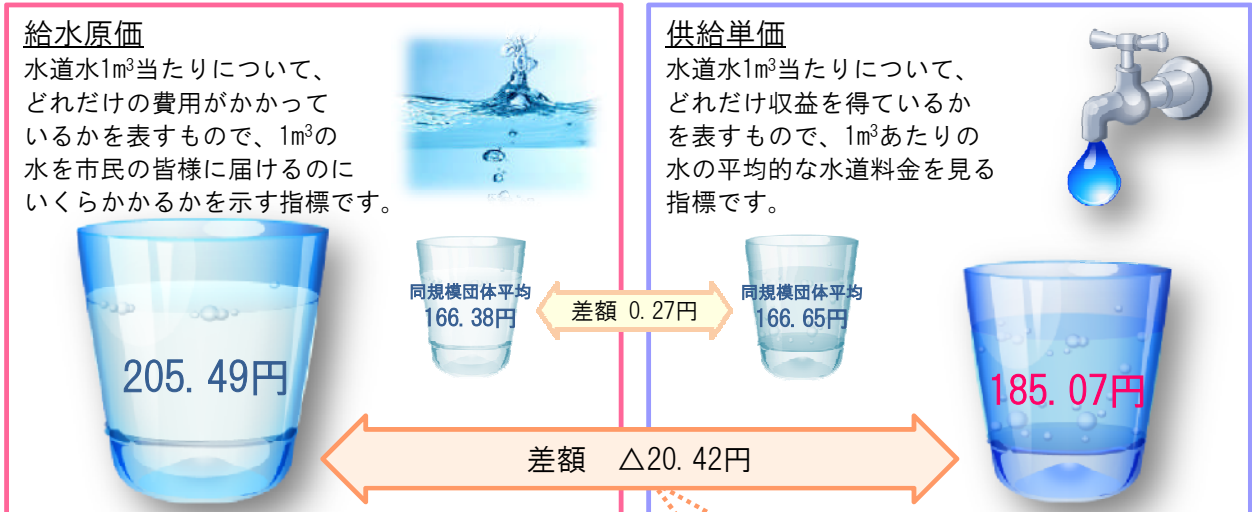 給水原価
水道水1m³当たりについて、
どれだけの費用がかかって
いるかを表すもので、1m³の
水を市民の皆様に届けるのに
いくらかかるかを示す指標です。
同規模団体平均
166.38円
205.49円
供給単価
水道水1m³当たりについて、
どれだけ収益を得ているか
を表すもので、1m³あたりの
水の平均的な水道料金を見る
指標です。
差額 0.27円
同規模団体平均
166.65円
185.07円
差額 △20.42円